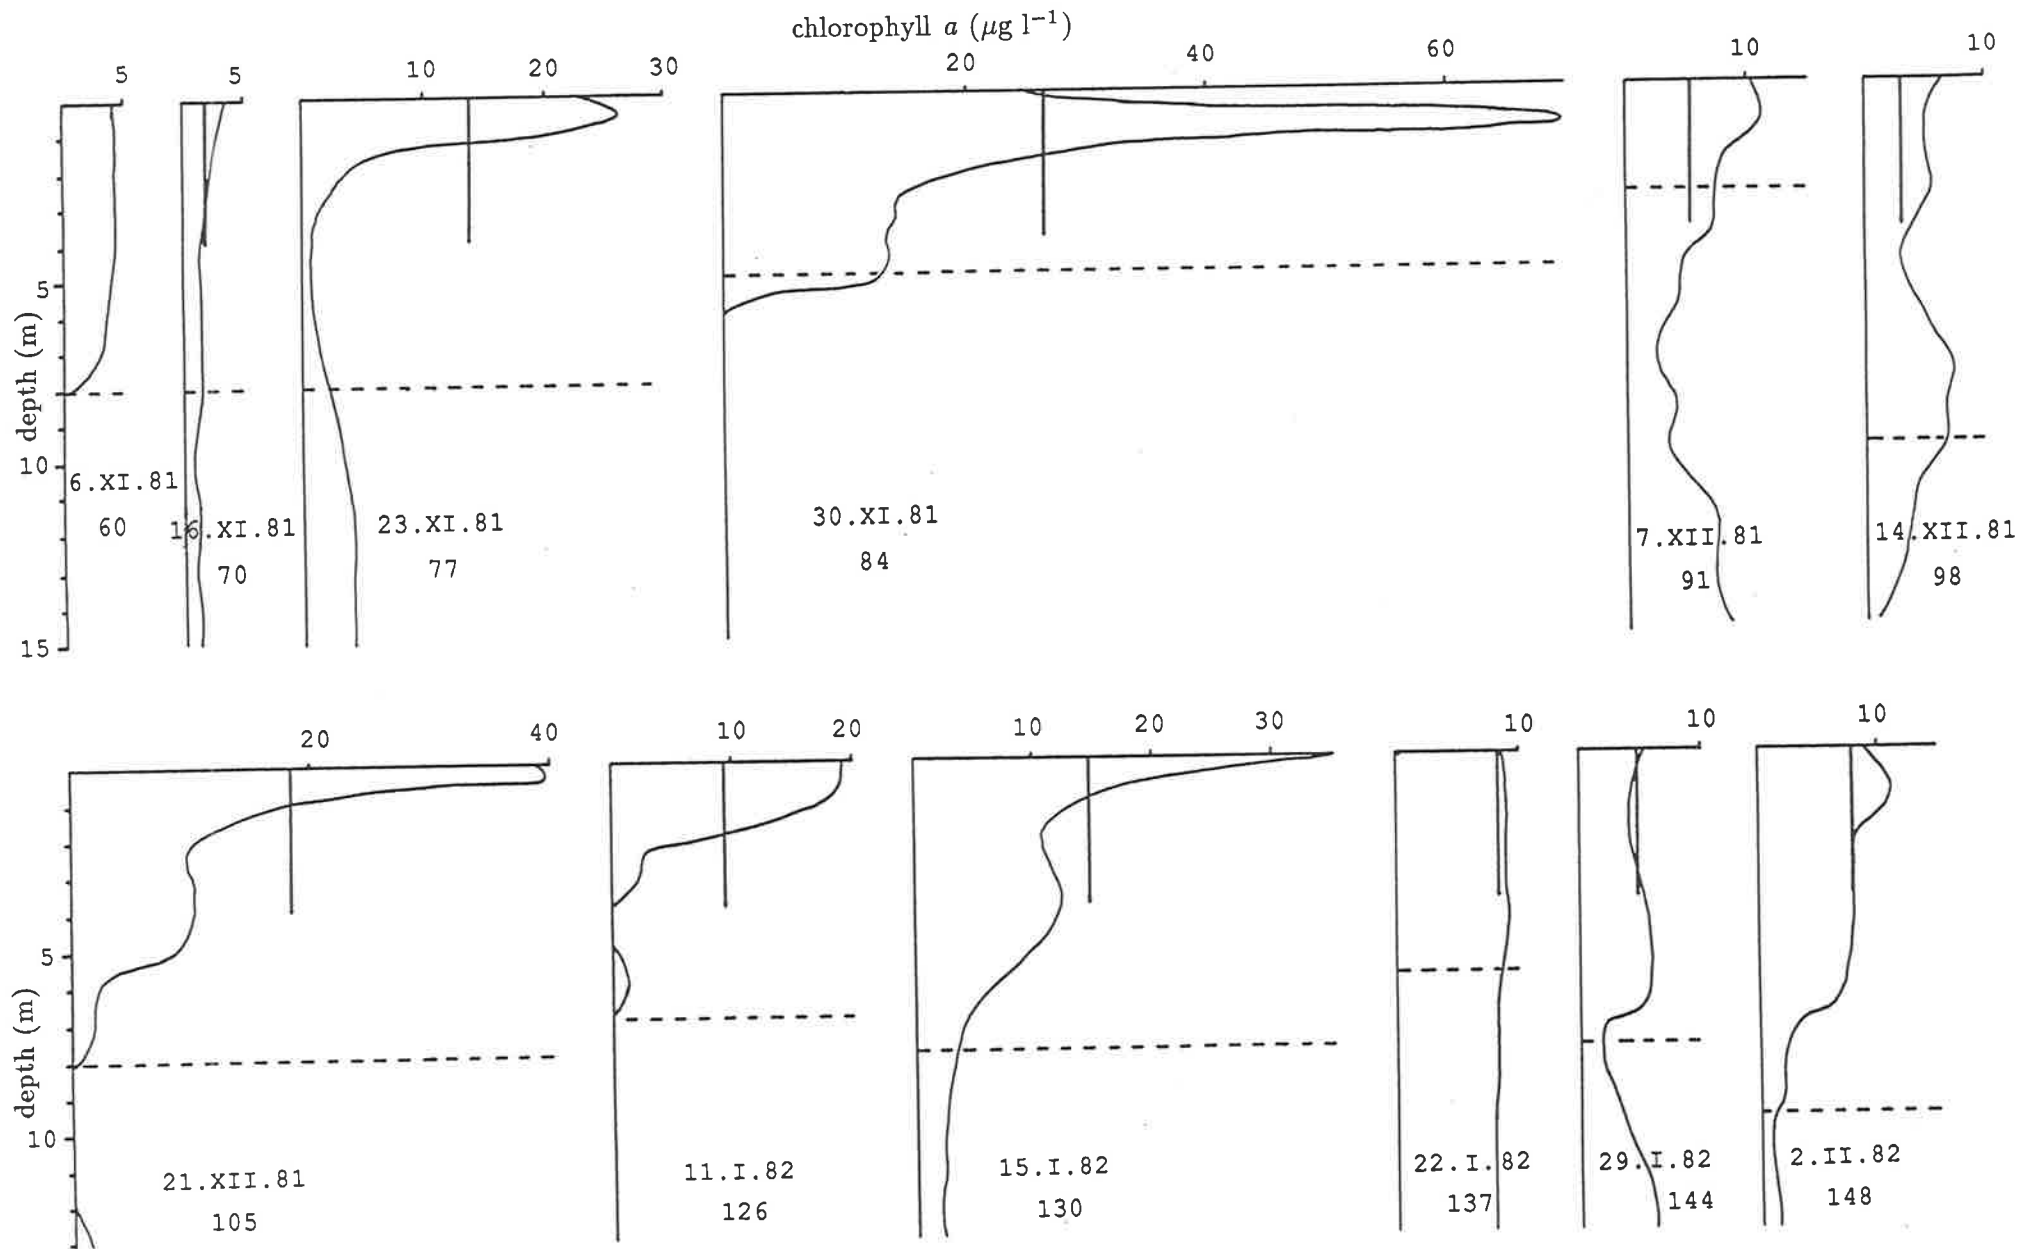 chlorophyll a (μg l⁻¹)
5 5 10 20 30 20 40 60 10 10
depth (m)
5
10
15
6.XI.81
60
16.XI.81
70
23.XI.81
77
30.XI.81
84
7.XII.81
91
14.XII.81
98
20 40 10 20 10 20 30 10 10 10
depth (m)
5
10
21.XII.81
105
11.I.82
126
15.I.82
130
22.I.82
137
29.I.82
144
2.II.82
148